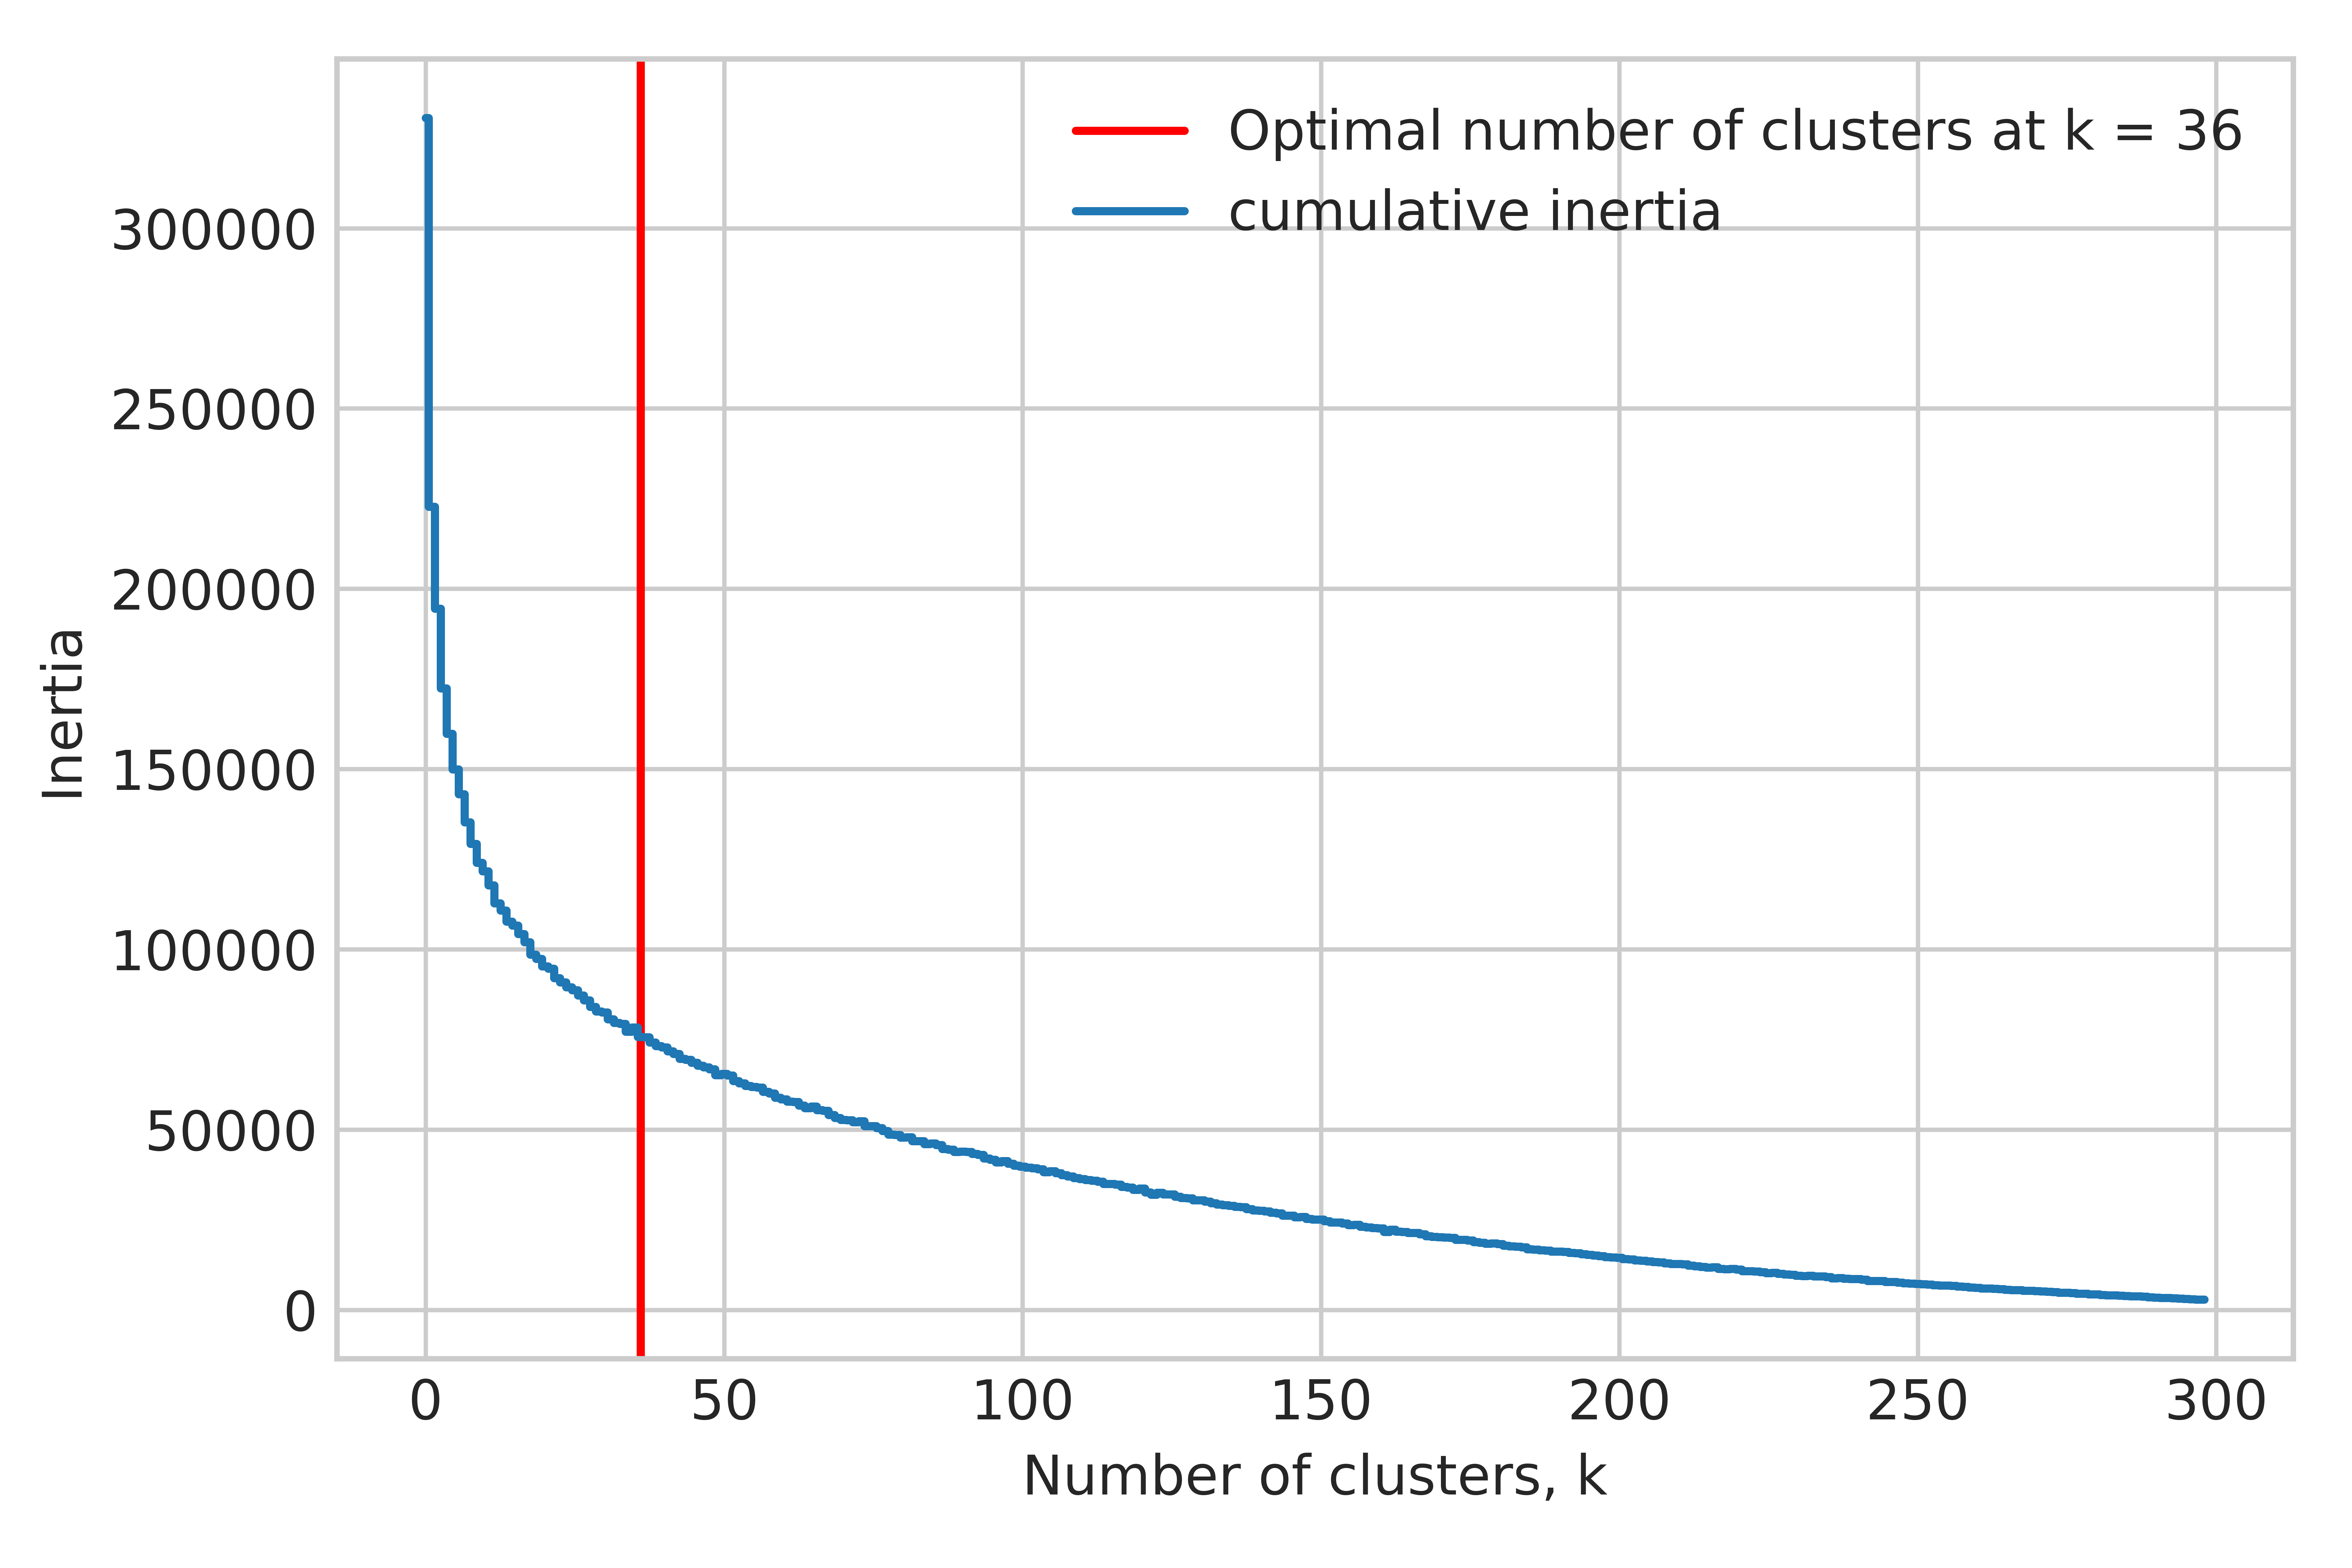 Optimal number of clusters at k = 36
cumulative inertia
300000
250000
200000
150000
100000
50000
0
Inertia
0 50 100 150 200 250 300
Number of clusters, k